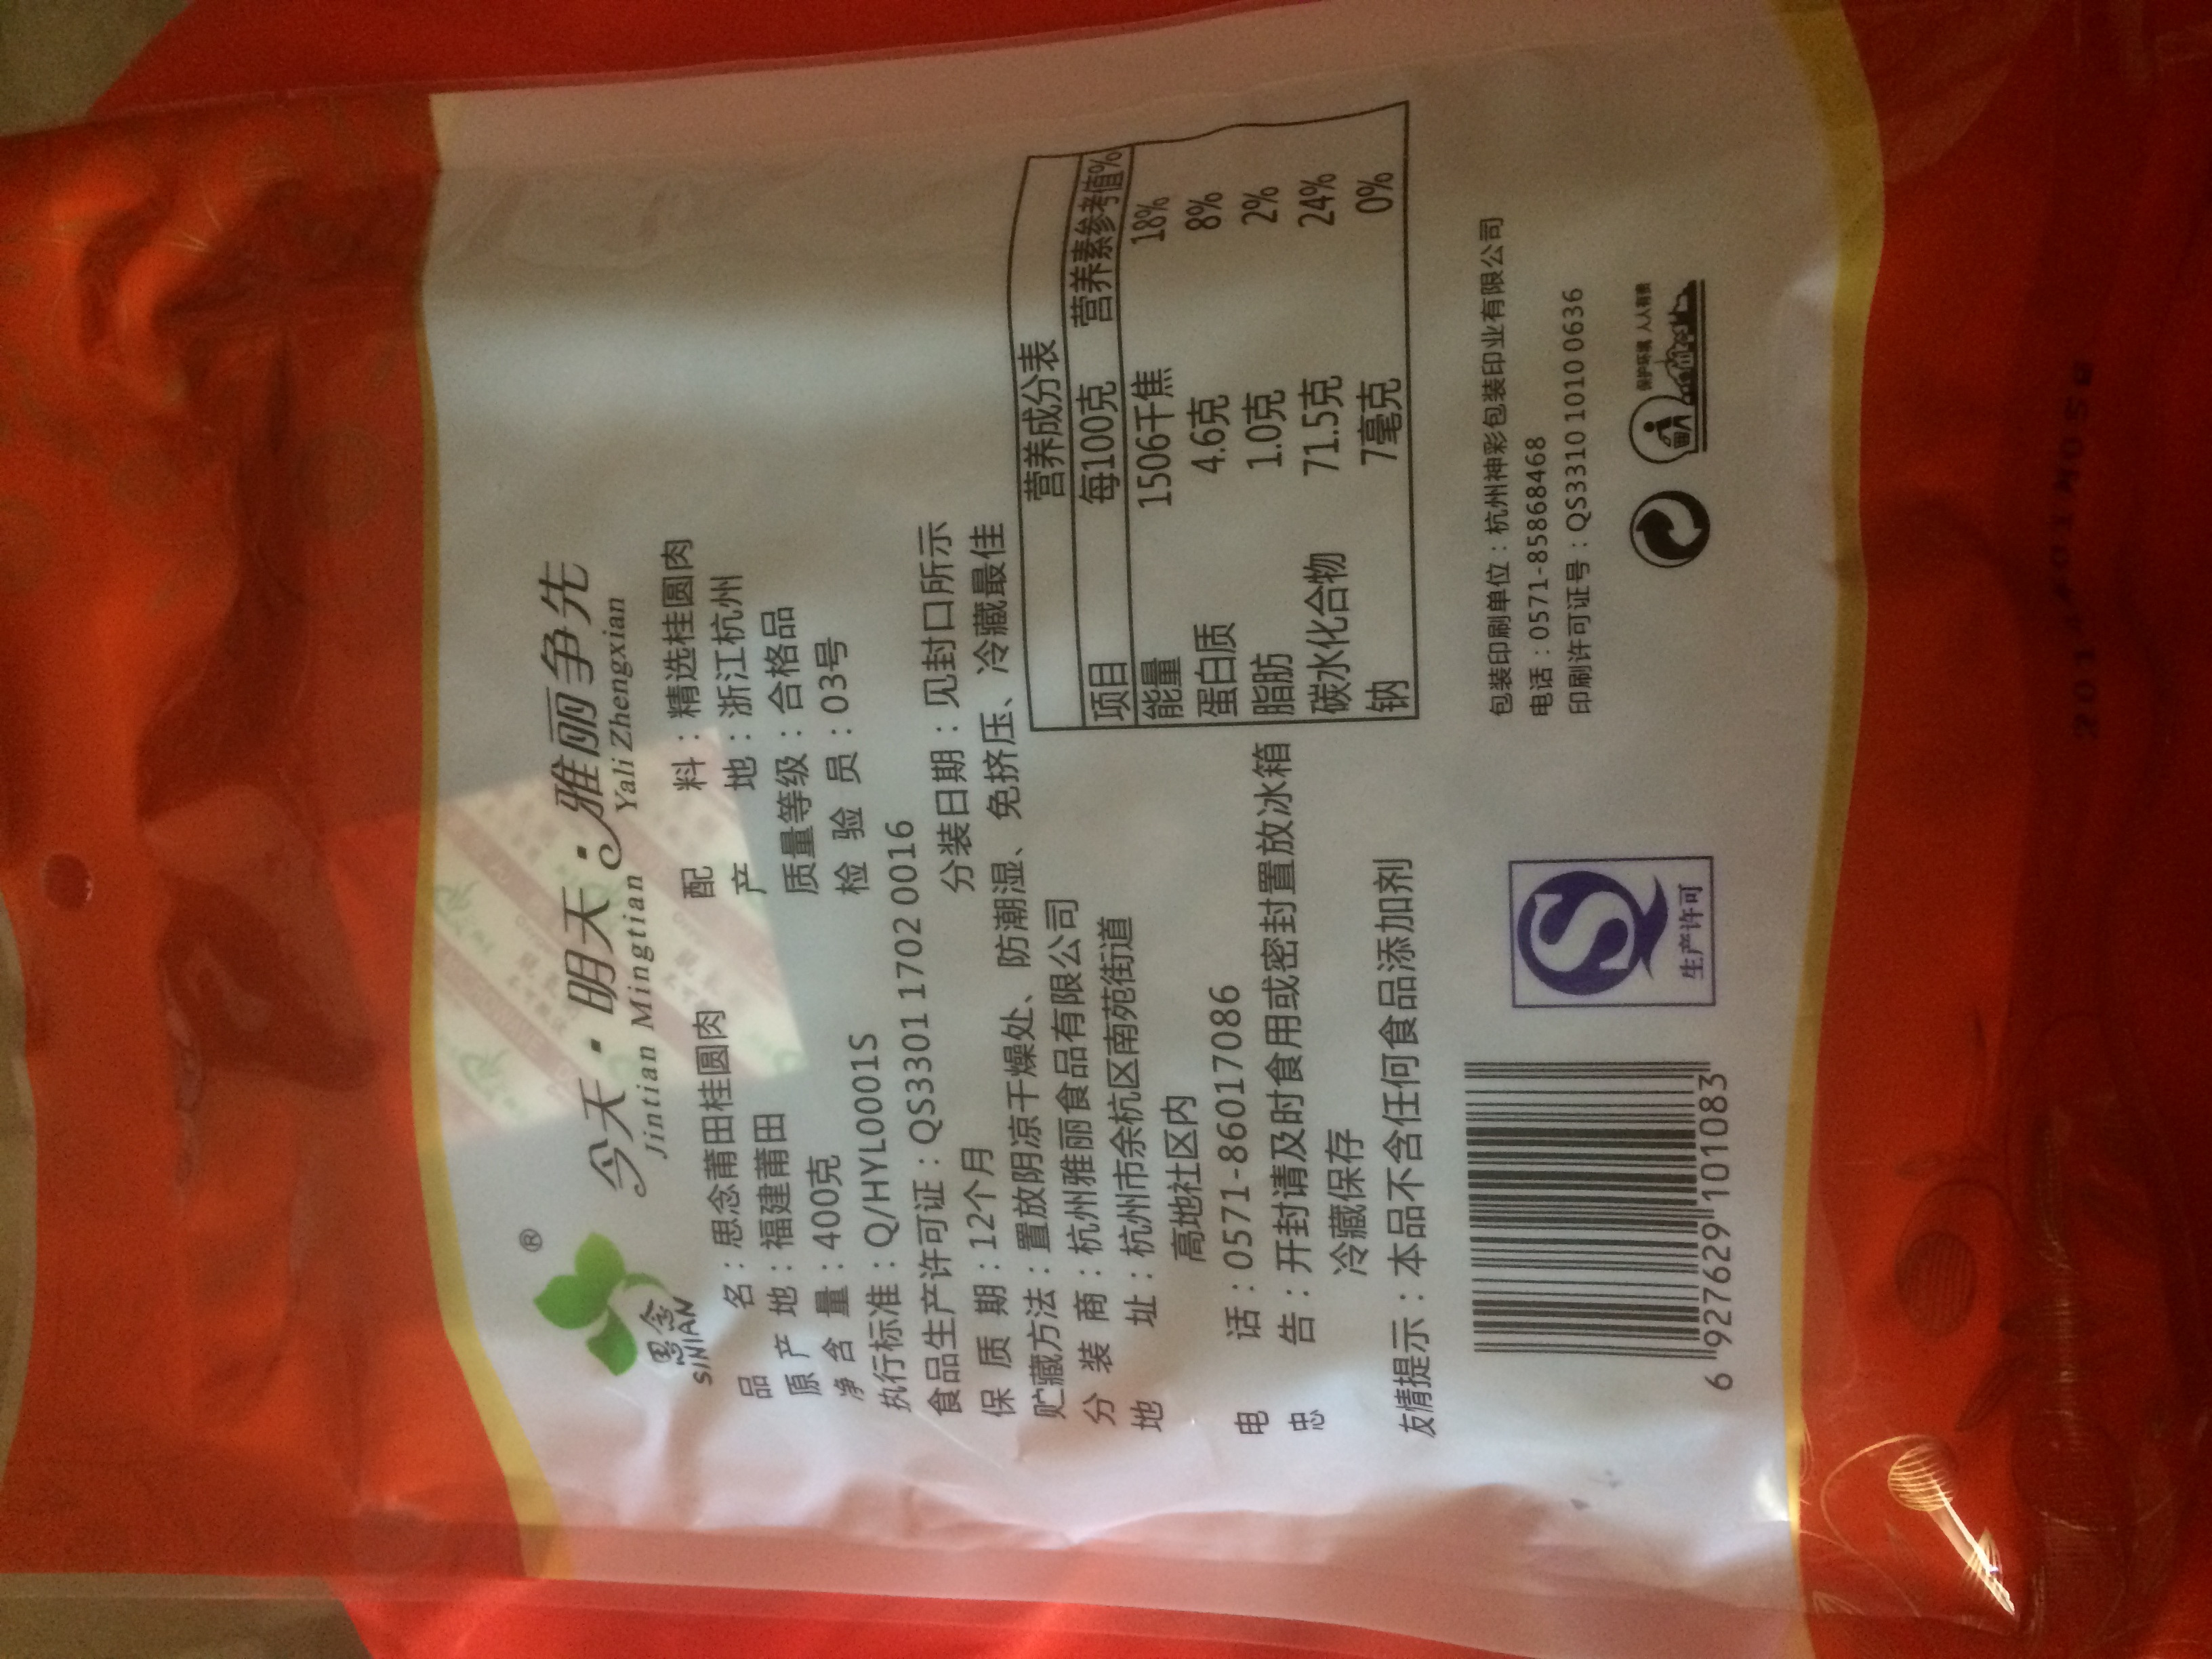 ®
思念
SINIAN
今天·明天·雅丽争先
Jintian Mingtian Yali Zhengxian
品名：思念莆田桂圆肉 配料：精选桂圆肉
原产地：福建莆田 产地：浙江杭州
净含量：400克 质量等级：合格品
执行标准：Q/HYL0001S 检验员：03号
食品生产许可证：QS3301 1702 0016
保质期：12个月 分装日期：见封口所示
贮藏方法：置放阴凉干燥处、防潮湿、免挤压、冷藏最佳
分装商：杭州雅丽食品有限公司
地址：杭州市余杭区南苑街道
高地社区内
电话：0571-86017086
忠告：开封请及时食用或密封置放冰箱
冷藏保存
友情提示：本品不含任何食品添加剂
营养成分表
项目 每100克 营养素参考值%
能量 1506千焦 18%
蛋白质 4.6克 8%
脂肪 1.0克 2%
碳水化合物 71.5克 24%
钠 7毫克 0%
6 927629 101083
生产许可
包装印刷单位：杭州神彩包装印业有限公司
电话：0571-85868468
印刷许可证号：QS3310 1010 0636
保护环境 人人有责